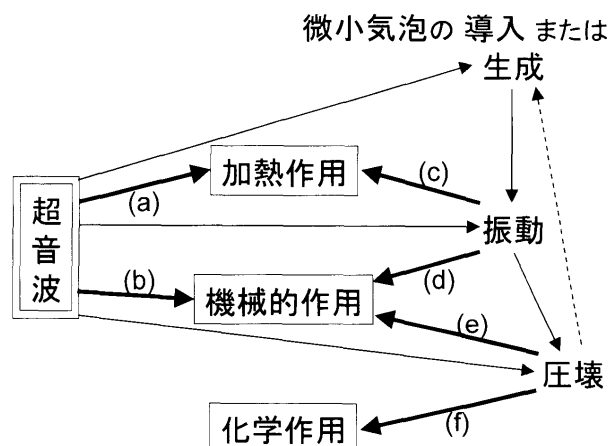 微小気泡の 導入 または
生成
加熱作用
(c)
(a)
超音波
振動
(b)
(d)
機械的作用
(e)
圧壊
(f)
化学作用